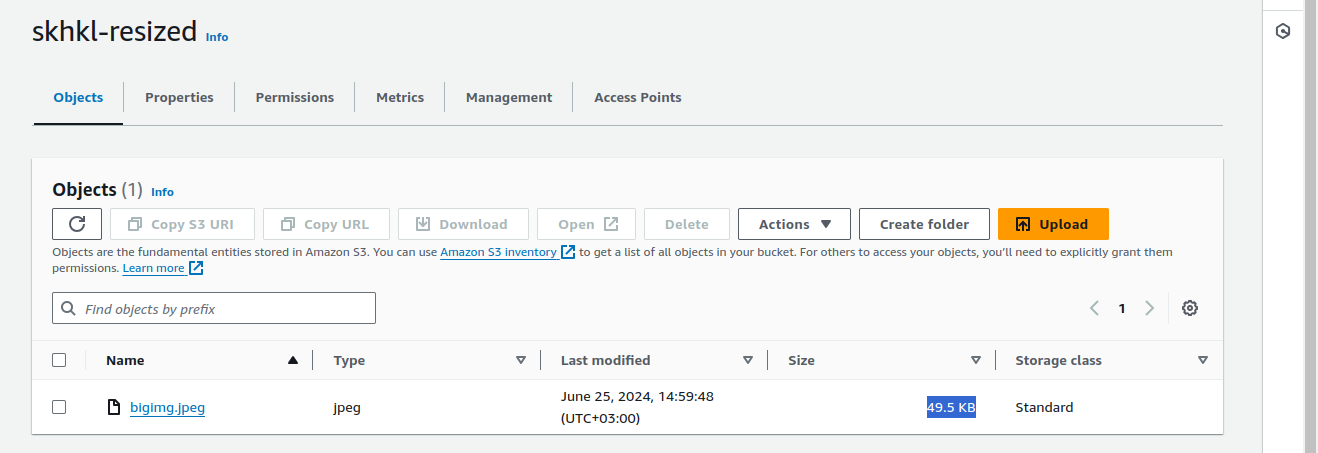 skhkl-resized Info
Objects Properties Permissions Metrics Management Access Points
Objects (1) Info
Copy S3 URI Copy URL Download Open Delete Actions Create folder Upload
Objects are the fundamental entities stored in Amazon S3. You can use Amazon S3 inventory to get a list of all objects in your bucket. For others to access your objects, you'll need to explicitly grant them
permissions. Learn more
Find objects by prefix 1
Name Type Last modified Size Storage class
bigimg.jpeg jpeg June 25, 2024, 14:59:48 49.5 KB Standard
(UTC+03:00)